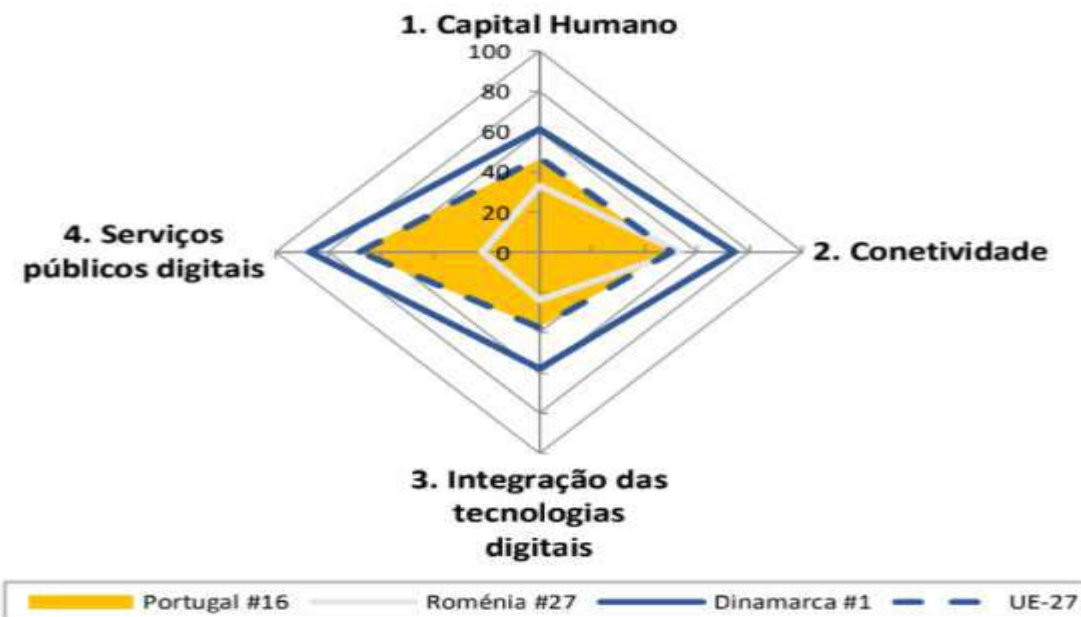 1. Capital Humano
100
80
60
40
20
0
4. Serviços
públicos digitais
2. Conetividade
3. Integração das
tecnologias
digitais
Portugal #16 Roménia #27 Dinamarca #1 UE-27